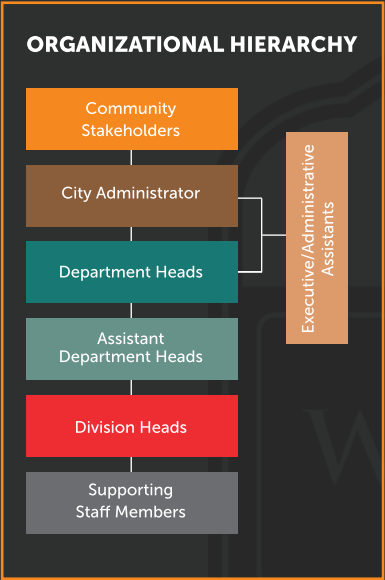 ORGANIZATIONAL HIERARCHY
Community
Stakeholders
City Administrator
Department Heads
Assistant
Department Heads
Division Heads
Supporting
Staff Members
Executive/Administrative
Assistants
W